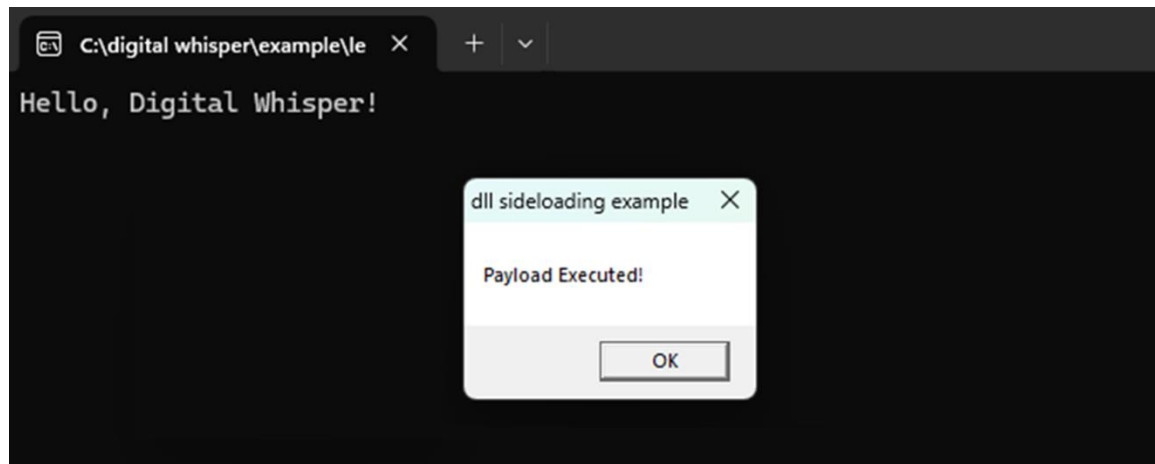 C:\digital whisper\example\le
Hello, Digital Whisper!
dll sideloading example
Payload Executed!
OK